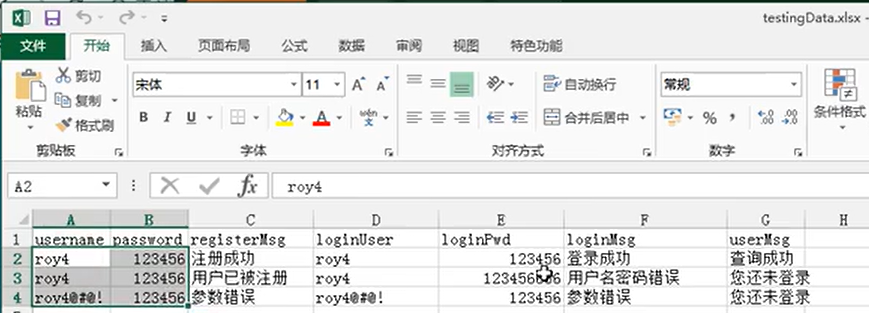 testingData.xlsx -
文件 开始 插入 页面布局 公式 数据 审阅 视图 特色功能
剪切
复制
格式刷
粘贴
宋体 11 A A
B I U A wén 文
自动换行
合并后居中
常规
% , .00
条件格式
剪贴板 字体 对齐方式 数字
A2 fx roy4
A B C D E F G H
1 username password registerMsg loginUser loginPwd loginMsg userMsg
2 roy4 123456 注册成功 roy4 123456 登录成功 查询成功
3 roy4 123456 用户已被注册 roy4 用户名密码错误 您还未登录
4 roy4@#@! 123456 参数错误 roy4@#@! 123456 参数错误 您还未登录